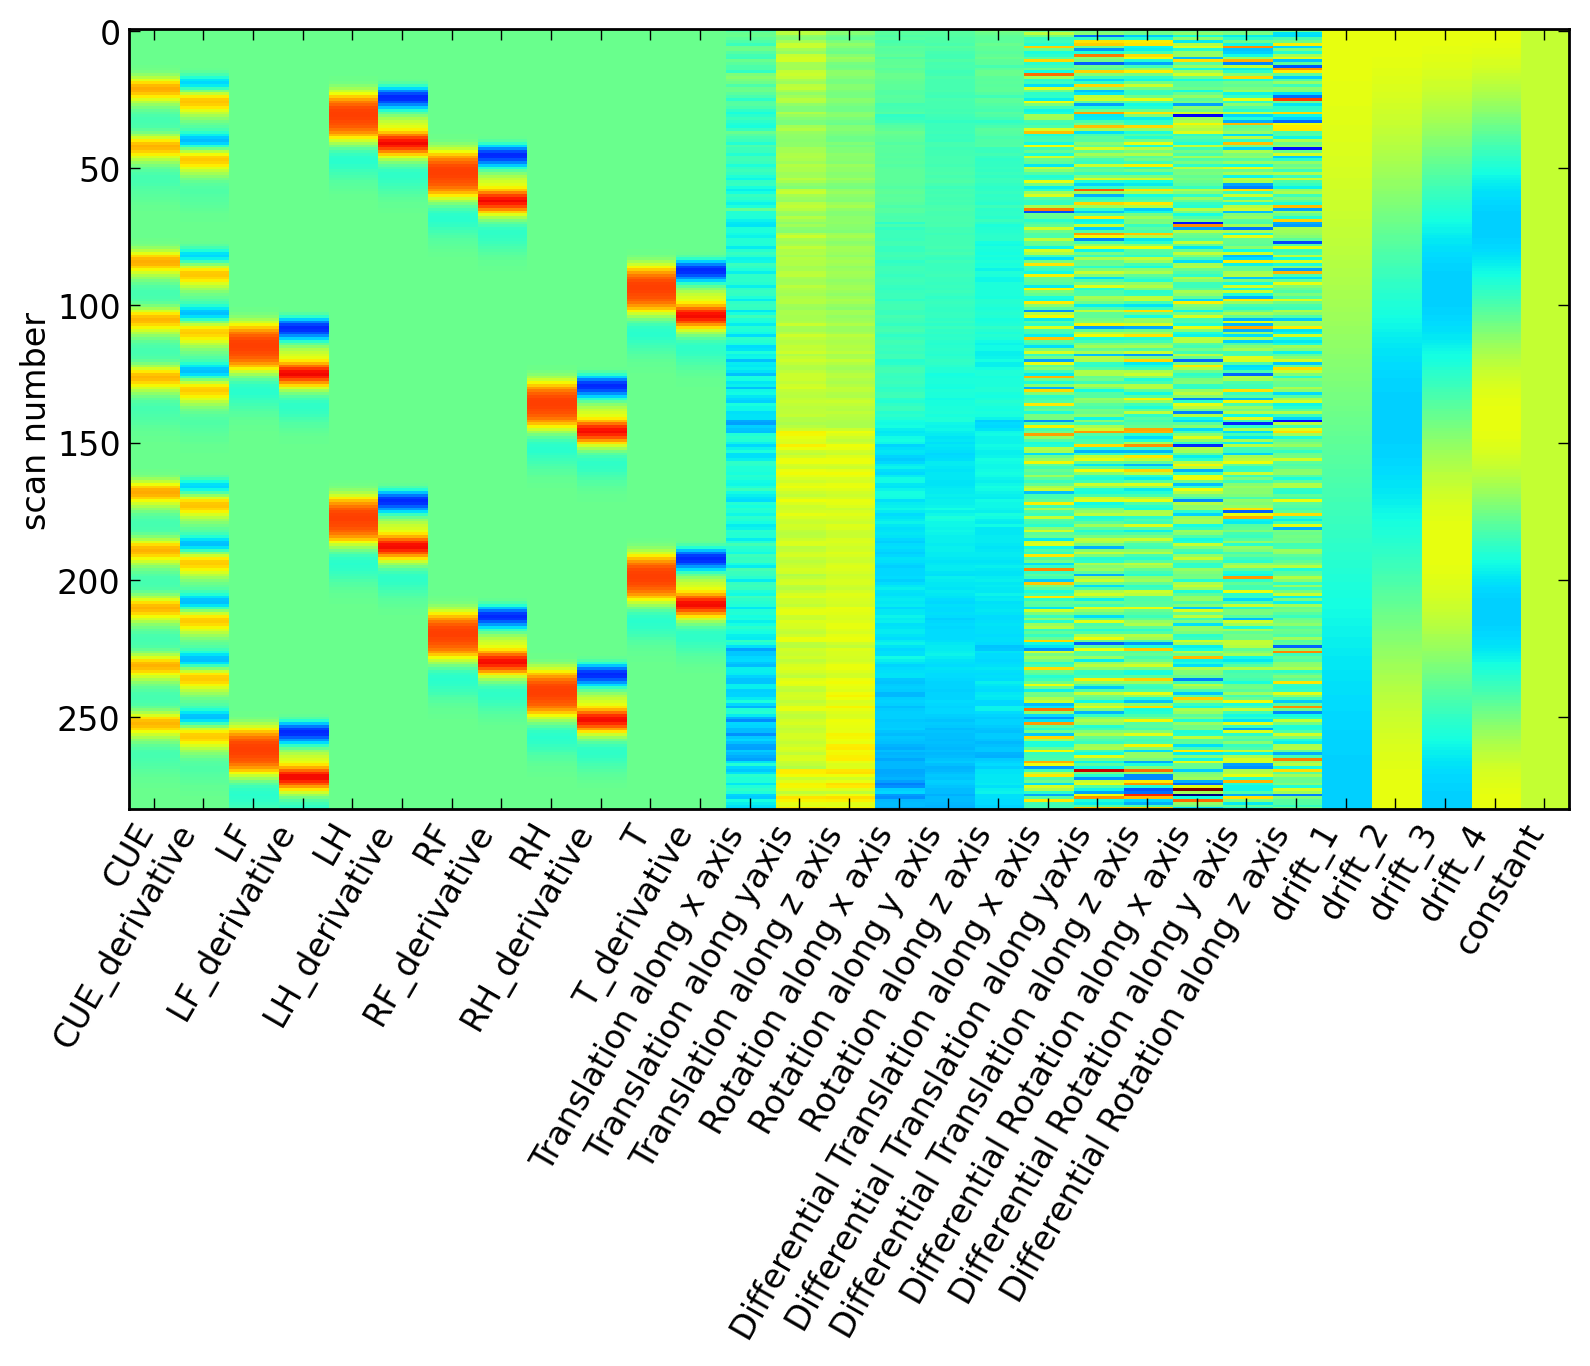 0
50
100
150
200
250
scan number
CUE
CUE_derivative
LF
LF_derivative
LH
LH_derivative
RF
RF_derivative
RH
RH_derivative
T
T_derivative
Translation along x axis
Translation along yaxis
Translation along z axis
Rotation along x axis
Rotation along y axis
Rotation along z axis
Differential Translation along x axis
Differential Translation along yaxis
Differential Translation along z axis
Differential Rotation along x axis
Differential Rotation along y axis
Differential Rotation along z axis
drift_1
drift_2
drift_3
drift_4
constant